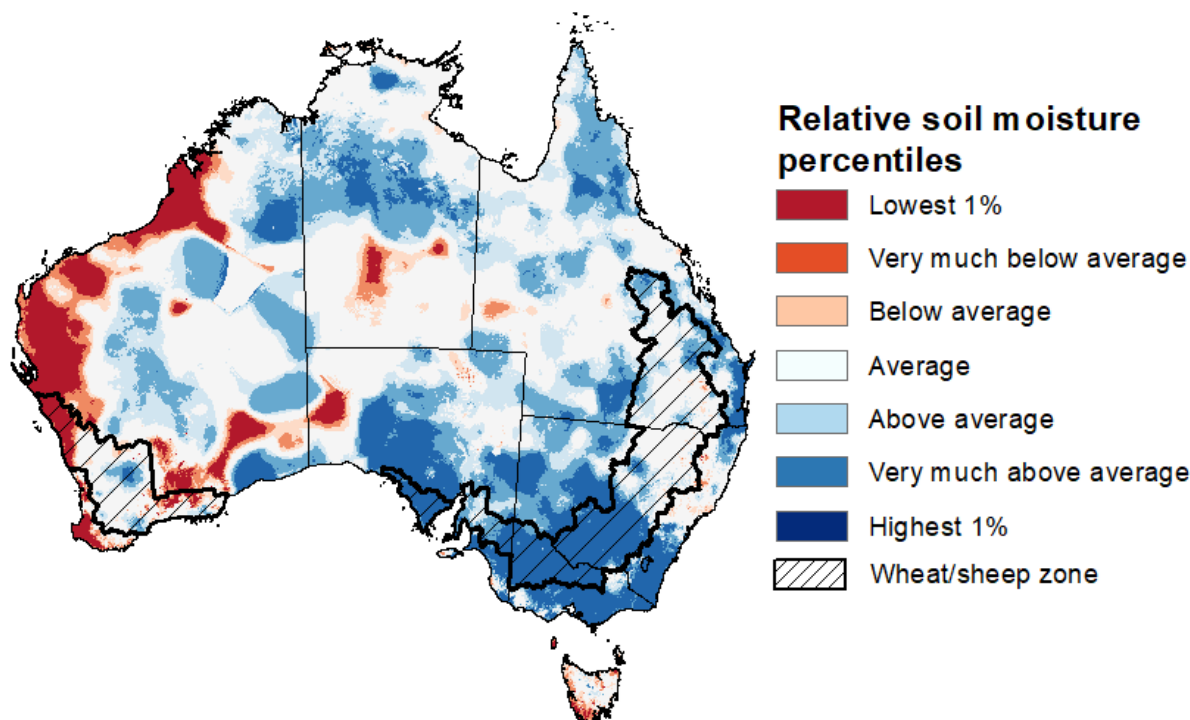 Relative soil moisture
percentiles
Lowest 1%
Very much below average
Below average
Average
Above average
Very much above average
Highest 1%
Wheat/sheep zone